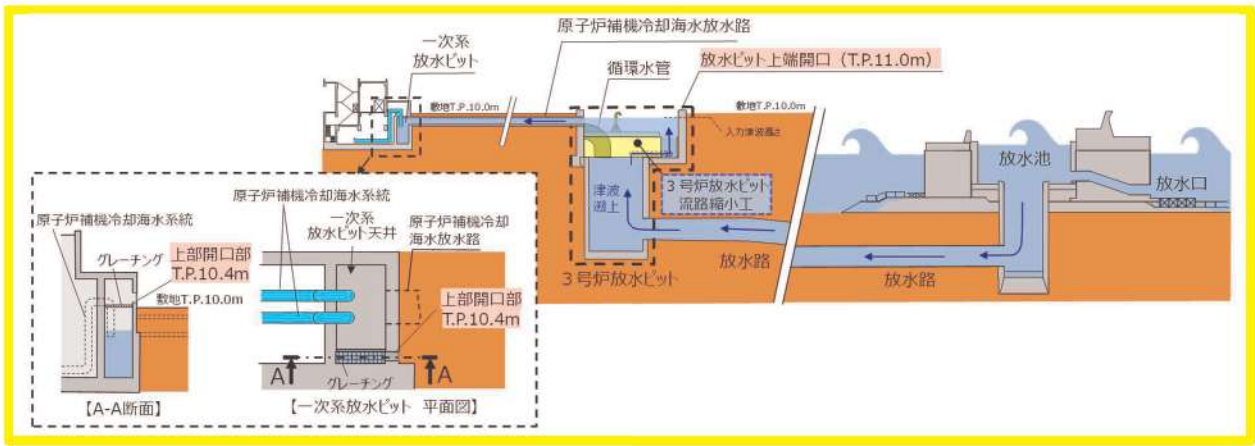 原子炉補機冷却海水放水路
一次系
放水ピット
循環水管
放水ピット上端開口（T.P.11.0m）
敷地T.P.10.0m
敷地T.P.10.0m
入力津波高さ
放水池
放水口
津波
遡上
3号炉放水ピット
流路縮小工
放水路
放水路
3号炉放水ピット
原子炉補機冷却海水系統
原子炉補機冷却海水系統
一次系
放水ピット天井
原子炉補機冷却
海水放水路
グレーチング
上部開口部
T.P.10.4m
敷地T.P.10.0m
上部開口部
T.P.10.4m
A
A
グレーチング
【A-A断面】
【一次系放水ピット 平面図】